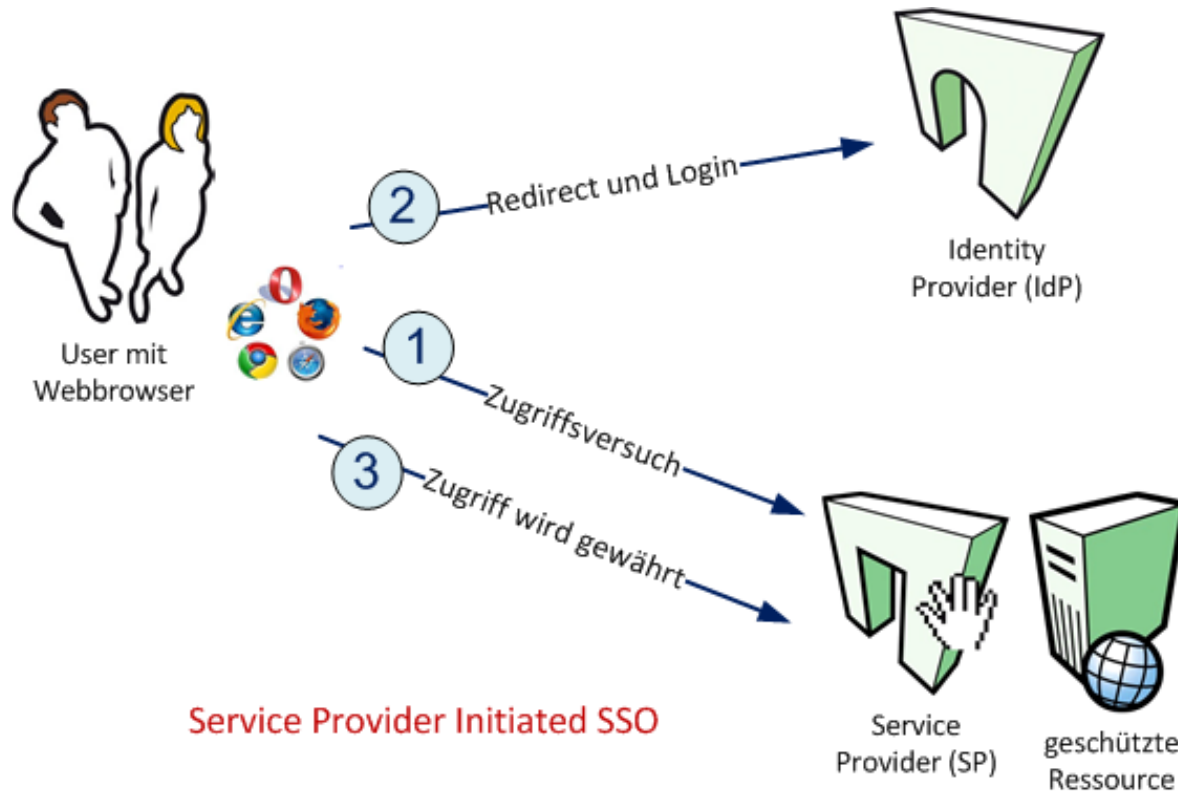 2
Redirect und Login
Identity
Provider (IdP)
User mit
Webbrowser
1
Zugriffsversuch
3
Zugriff wird gewährt
Service Provider Initiated SSO
Service
Provider (SP)
geschützte
Ressource